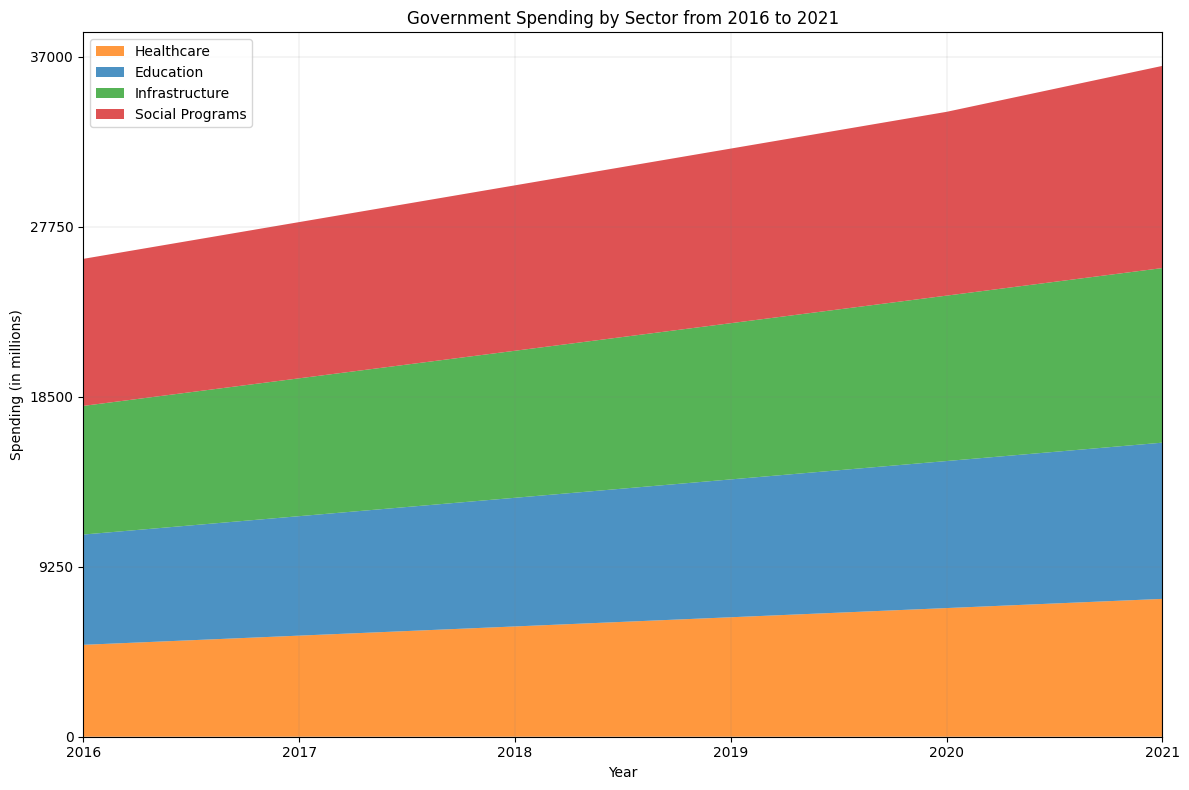 Government Spending by Sector from 2016 to 2021
Healthcare
Education
Infrastructure
Social Programs
37000
27750
18500
9250
0
Spending (in millions)
2016 2017 2018 2019 2020 2021
Year